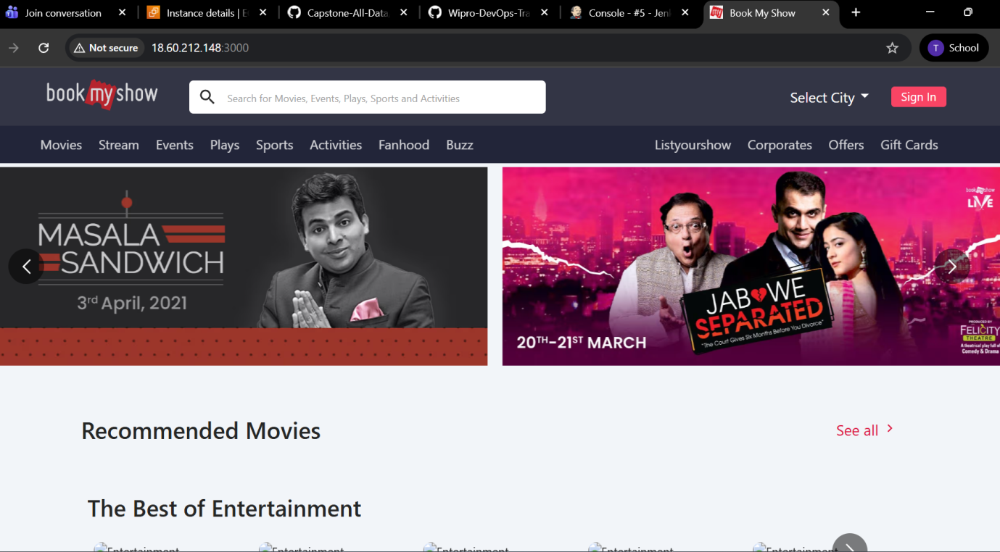 Join conversation
Instance details | E
Capstone-All-Data
Wipro-DevOps-Tra
Console - #5 - Jen
Book My Show
Not secure
18.60.212.148:3000
T
School
book my show
Search for Movies, Events, Plays, Sports and Activities
Select City
Sign In
Movies Stream Events Plays Sports Activities Fanhood Buzz
Listyourshow Corporates Offers Gift Cards
MASALA
SANDWICH
3rd April, 2021
bookmyshow
LIVE
JAB WE
SEPARATED
"The Court Gives Six Months Before You Divorce"
20TH-21ST MARCH
PRODUCED BY
FELICITY
THEATRE
A theatrical play full of
Comedy & Drama
Recommended Movies
See all
The Best of Entertainment
Entertainment Entertainment Entertainment Entertainment Entertainment